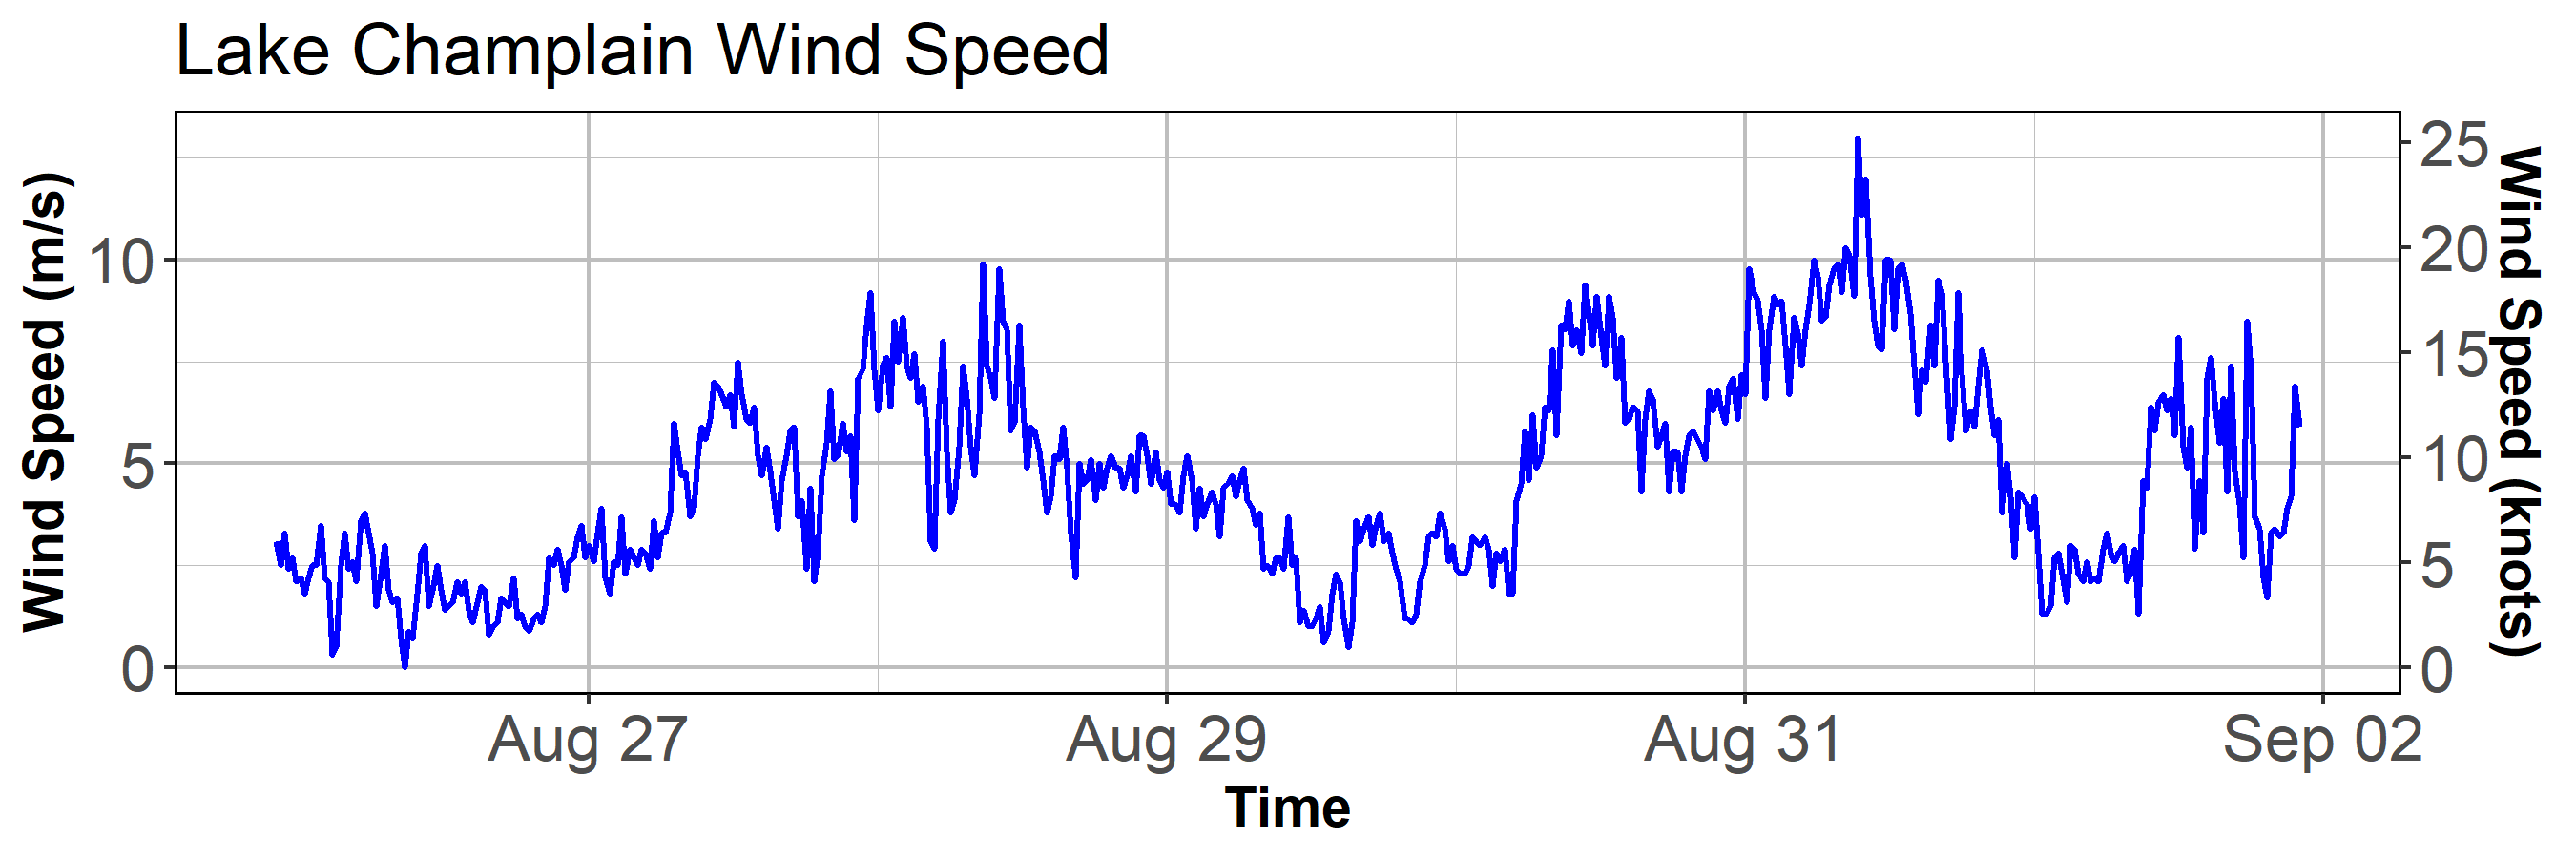 Lake Champlain Wind Speed
Wind Speed (m/s)
10
5
0
25
20
15
10
5
0
Wind Speed (knots)
Aug 27
Aug 29
Aug 31
Sep 02
Time